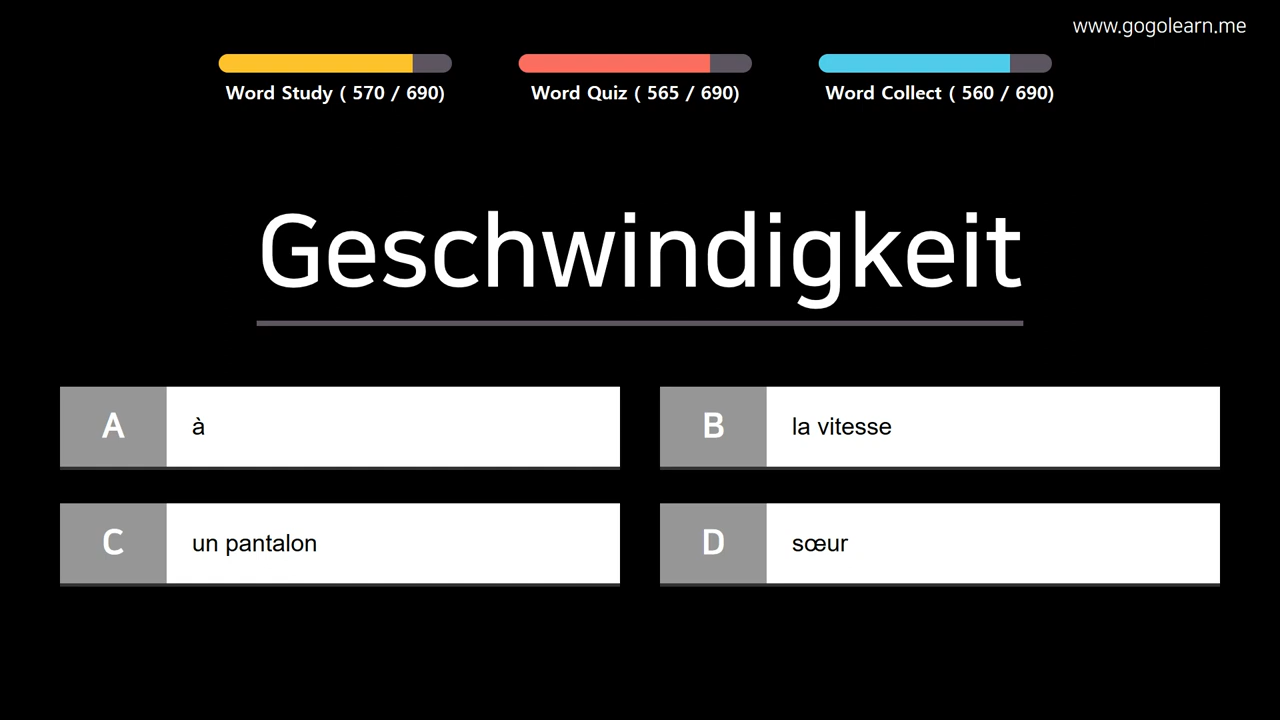 www.gogolearn.me
Word Study ( 570 / 690)
Word Quiz ( 565 / 690)
Word Collect ( 560 / 690)
Geschwindigkeit
A
à
B
la vitesse
C
un pantalon
D
sœur